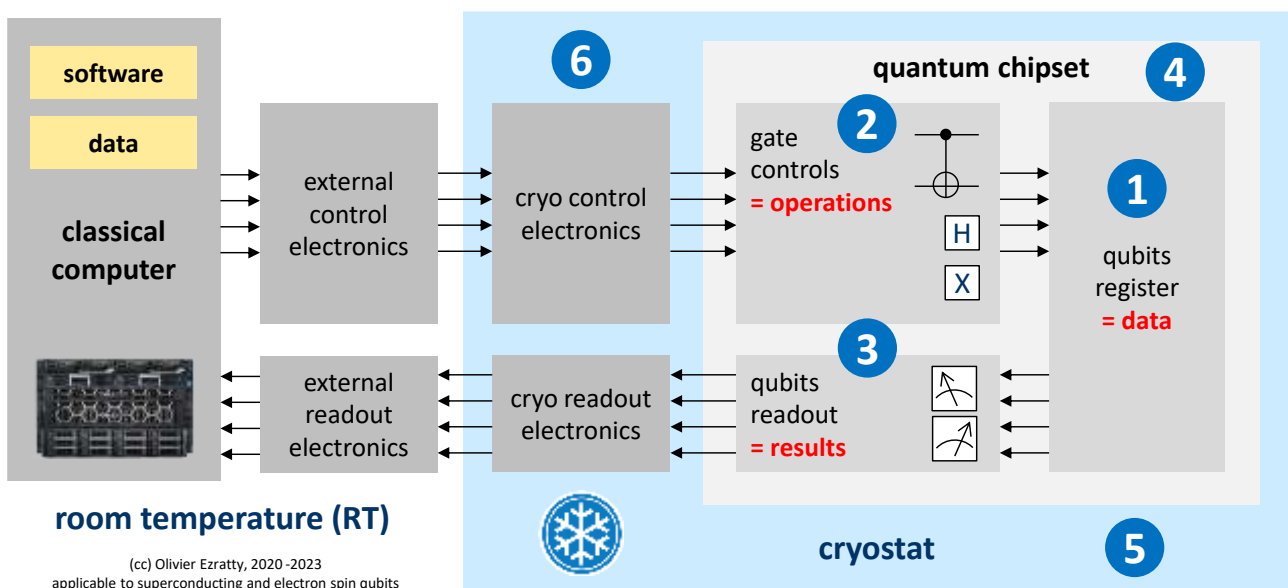 software
data
classical
computer
external
control
electronics
6
cryo control
electronics
quantum chipset
4
2
gate
controls
= operations
H
X
1
qubits
register
= data
external
readout
electronics
cryo readout
electronics
3
qubits
readout
= results
room temperature (RT)
cryostat
5
(cc) Olivier Ezratty, 2020 -2023
applicable to superconducting and electron spin qubits